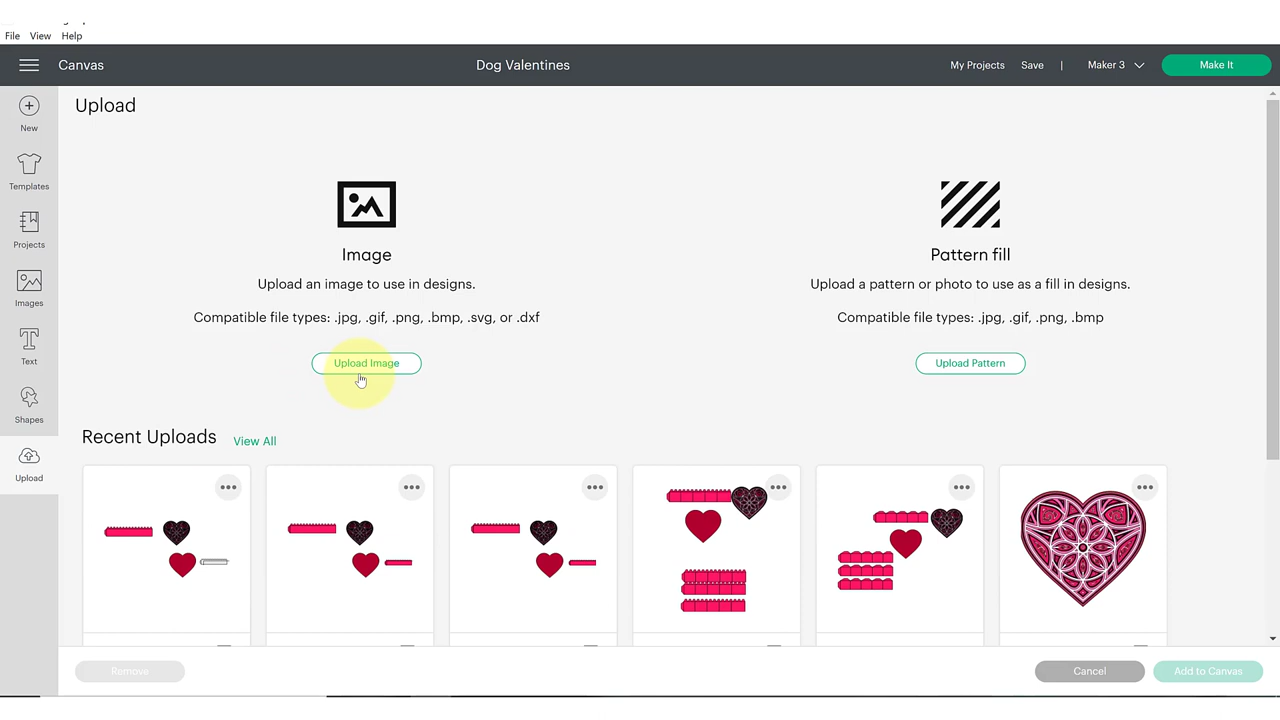 File View Help
Canvas
Dog Valentines
My Projects Save | Maker 3
Make It
New
Templates
Projects
Images
Text
Shapes
Upload
Upload
Image
Upload an image to use in designs.
Compatible file types: .jpg, .gif, .png, .bmp, .svg, or .dxf
Upload Image
Pattern fill
Upload a pattern or photo to use as a fill in designs.
Compatible file types: .jpg, .gif, .png, .bmp
Upload Pattern
Recent Uploads View All
Remove
Cancel
Add to Canvas